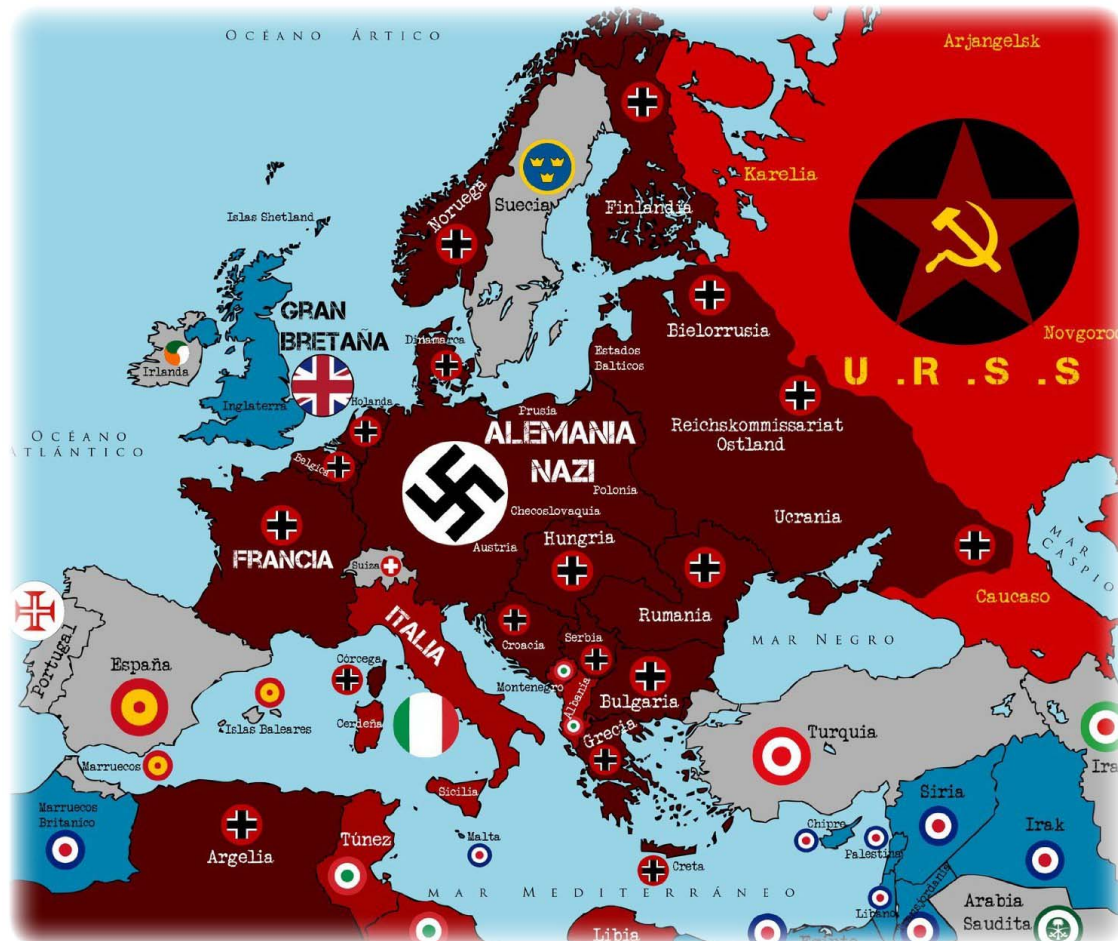 OCÉANO ÁRTICO
Arjangelsk
Karelia
Suecia
Noruega
Finlandia
Islas Shetland
GRAN
BRETAÑA
Irlanda
Inglaterra
Dinamarca
Holanda
Belgica
Bielorrusia
Estados
Balticos
Novgorod
U.R.S.S
OCÉANO
ATLÁNTICO
Prusia
ALEMANIA
NAZI
Reichskommissariat
Ostland
Polonia
Checoslovaquia
Ucrania
Austria
Hungria
FRANCIA
Suiza
MAR
CASPIO
Caucaso
Rumania
ITALIA
Croacia
Serbia
MAR NEGRO
Portugal
España
Córcega
Montenegro
Albania
Bulgaria
Islas Baleares
Cerdeña
Grecia
Turquia
Marruecos
Sicilia
Marruecos
Britanico
Argelia
Túnez
Malta
Creta
Chipre
Siria
Palestina
Irak
Iran
MAR MEDITERRÁNEO
Libano
Arabia
Saudita
Libia